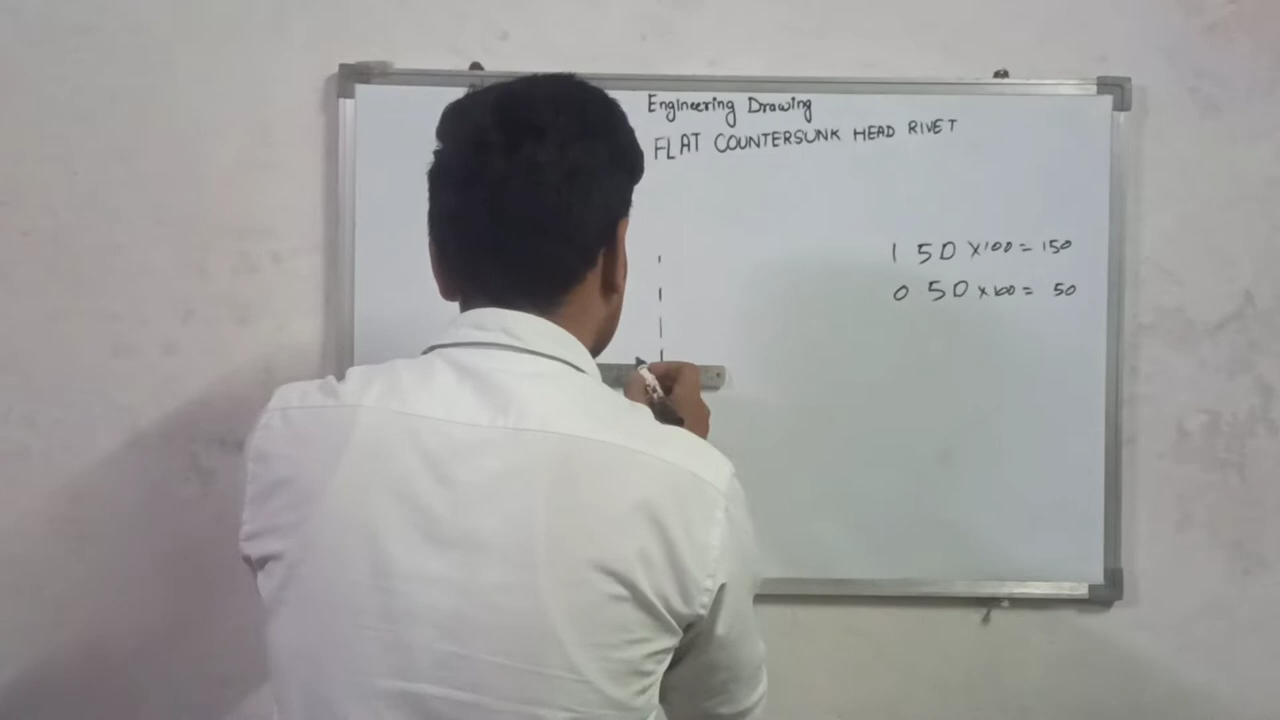 Engineering Drawing
FLAT COUNTERSUNK HEAD RIVET
1 5D x100 = 150
0 5D x100 = 50